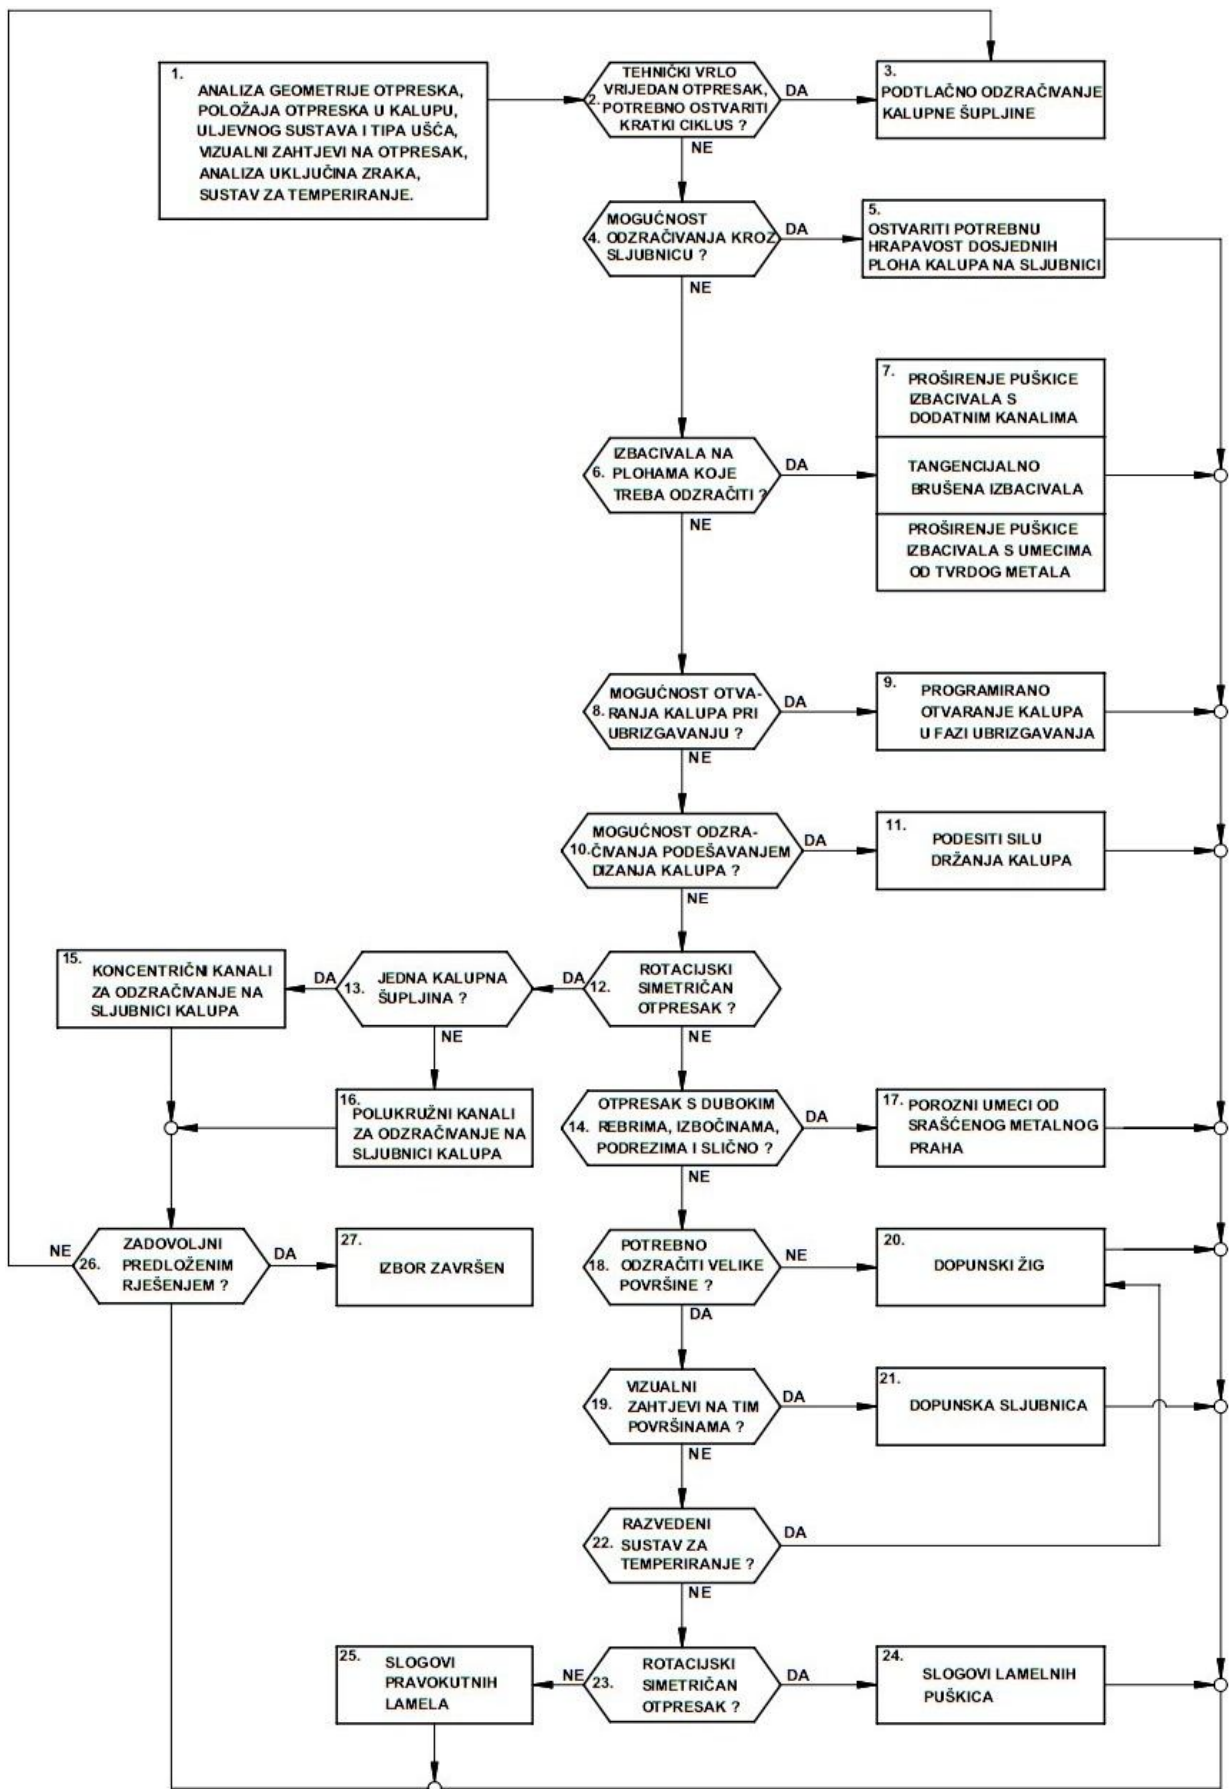 1.
ANALIZA GEOMETRIJE OTPRESKA,
POLOŽAJA OTPRESKA U KALUPU,
ULJEVNOG SUSTAVA I TIPA UŠĆA,
VIZUALNI ZAHTJEVI NA OTPRESAK,
ANALIZA UKLJUČINA ZRAKA,
SUSTAV ZA TEMPERIRANJE.
TEHNIČKI VRLO
VRIJEDAN OTPRESAK,
2. POTREBNO OSTVARITI
KRATKI CIKLUS ?
DA
NE
3.
PODTLAČNO ODZRAČIVANJE
KALUPNE ŠUPLJINE
MOGUĆNOST
4. ODZRAČIVANJA KROZ
SLJUBNICU ?
DA
NE
5.
OSTVARITI POTREBNU
HRAPAVOST DOSJEDNIH
PLOHA KALUPA NA SLJUBNICI
IZBACIVALA NA
6. PLOHAMA KOJE
TREBA ODZRAČITI ?
DA
NE
7. PROŠIRENJE PUŠKICE
IZBACIVALA S
DODATNIM KANALIMA
TANGENCIJALNO
BRUŠENA IZBACIVALA
PROŠIRENJE PUŠKICE
IZBACIVALA S UMECIMA
OD TVRDOG METALA
MOGUĆNOST OTVA-
8. RANJA KALUPA PRI
UBRIZGAVANJU ?
DA
NE
9. PROGRAMIRANO
OTVARANJE KALUPA
U FAZI UBRIZGAVANJA
MOGUĆNOST ODZRA-
10. ČIVANJA PODEŠAVANJEM
DIZANJA KALUPA ?
DA
NE
11.
PODESITI SILU
DRŽANJA KALUPA
ROTACIJSKI
12. SIMETRIČAN
OTPRESAK ?
DA
NE
13. JEDNA KALUPNA
ŠUPLJINA ?
DA
NE
15. KONCENTRIČNI KANALI
ZA ODZRAČIVANJE NA
SLJUBNICI KALUPA
16. POLUKRUŽNI KANALI
ZA ODZRAČIVANJE NA
SLJUBNICI KALUPA
OTPRESAK S DUBOKIM
14. REBRIMA, IZBOČINAMA,
PODREZIMA I SLIČNO ?
DA
NE
17. POROZNI UMECI OD
SRAŠĆENOG METALNOG
PRAHA
ZADOVOLJNI
26. PREDLOŽENIM
RJEŠENJEM ?
NE
DA
27.
IZBOR ZAVRŠEN
POTREBNO
18. ODZRAČITI VELIKE
POVRŠINE ?
NE
DA
20.
DOPUNSKI ŽIG
VIZUALNI
19. ZAHTJEVI NA TIM
POVRŠINAMA ?
DA
NE
21.
DOPUNSKA SLJUBNICA
RAZVEDENI
22. SUSTAV ZA
TEMPERIRANJE ?
DA
NE
ROTACIJSKI
23. SIMETRIČAN
OTPRESAK ?
NE
DA
25. SLOGOVI
PRAVOKUTNIH
LAMELA
24.
SLOGOVI LAMELNIH
PUŠKICA